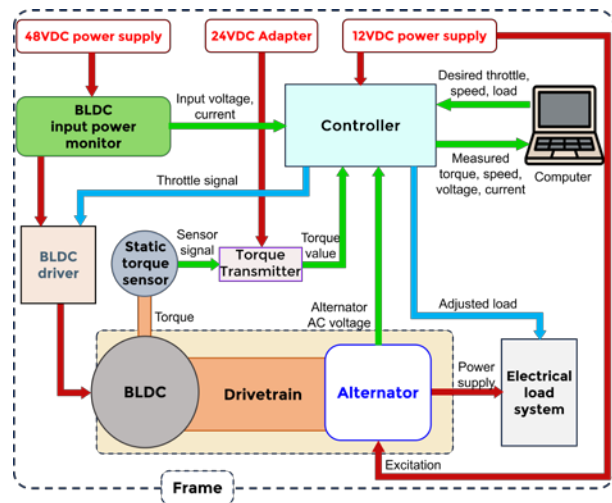 48VDC power supply
24VDC Adapter
12VDC power supply
BLDC
input power
monitor
Input voltage,
current
Controller
Desired throttle,
speed, load
Measured
torque, speed,
voltage, current
Computer
Throttle signal
BLDC
driver
Static
torque
sensor
Sensor
signal
Torque
Transmitter
Torque
value
Torque
Alternator
AC voltage
Adjusted load
BLDC
Drivetrain
Alternator
Power
supply
Electrical
load
system
Excitation
Frame